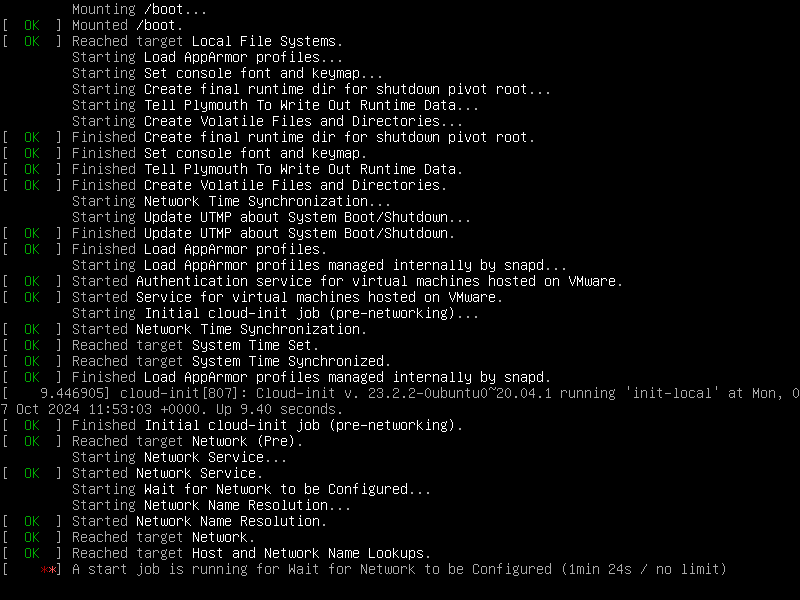 Mounting /boot...
[  OK  ] Mounted /boot.
[  OK  ] Reached target Local File Systems.
         Starting Load AppArmor profiles...
         Starting Set console font and keymap...
         Starting Create final runtime dir for shutdown pivot root...
         Starting Tell Plymouth To Write Out Runtime Data...
         Starting Create Volatile Files and Directories...
[  OK  ] Finished Create final runtime dir for shutdown pivot root.
[  OK  ] Finished Set console font and keymap.
[  OK  ] Finished Tell Plymouth To Write Out Runtime Data.
[  OK  ] Finished Create Volatile Files and Directories.
         Starting Network Time Synchronization...
         Starting Update UTMP about System Boot/Shutdown...
[  OK  ] Finished Update UTMP about System Boot/Shutdown.
[  OK  ] Finished Load AppArmor profiles.
         Starting Load AppArmor profiles managed internally by snapd...
[  OK  ] Started Authentication service for virtual machines hosted on VMware.
[  OK  ] Started Service for virtual machines hosted on VMware.
         Starting Initial cloud-init job (pre-networking)...
[  OK  ] Started Network Time Synchronization.
[  OK  ] Reached target System Time Set.
[  OK  ] Reached target System Time Synchronized.
[  OK  ] Finished Load AppArmor profiles managed internally by snapd.
[    9.446905] cloud-init[807]: Cloud-init v. 23.2.2-0ubuntu0~20.04.1 running 'init-local' at Mon, 0
7 Oct 2024 11:53:03 +0000. Up 9.40 seconds.
[  OK  ] Finished Initial cloud-init job (pre-networking).
[  OK  ] Reached target Network (Pre).
         Starting Network Service...
[  OK  ] Started Network Service.
         Starting Wait for Network to be Configured...
         Starting Network Name Resolution...
[  OK  ] Started Network Name Resolution.
[  OK  ] Reached target Network.
[  OK  ] Reached target Host and Network Name Lookups.
[    **] A start job is running for Wait for Network to be Configured (1min 24s / no limit)